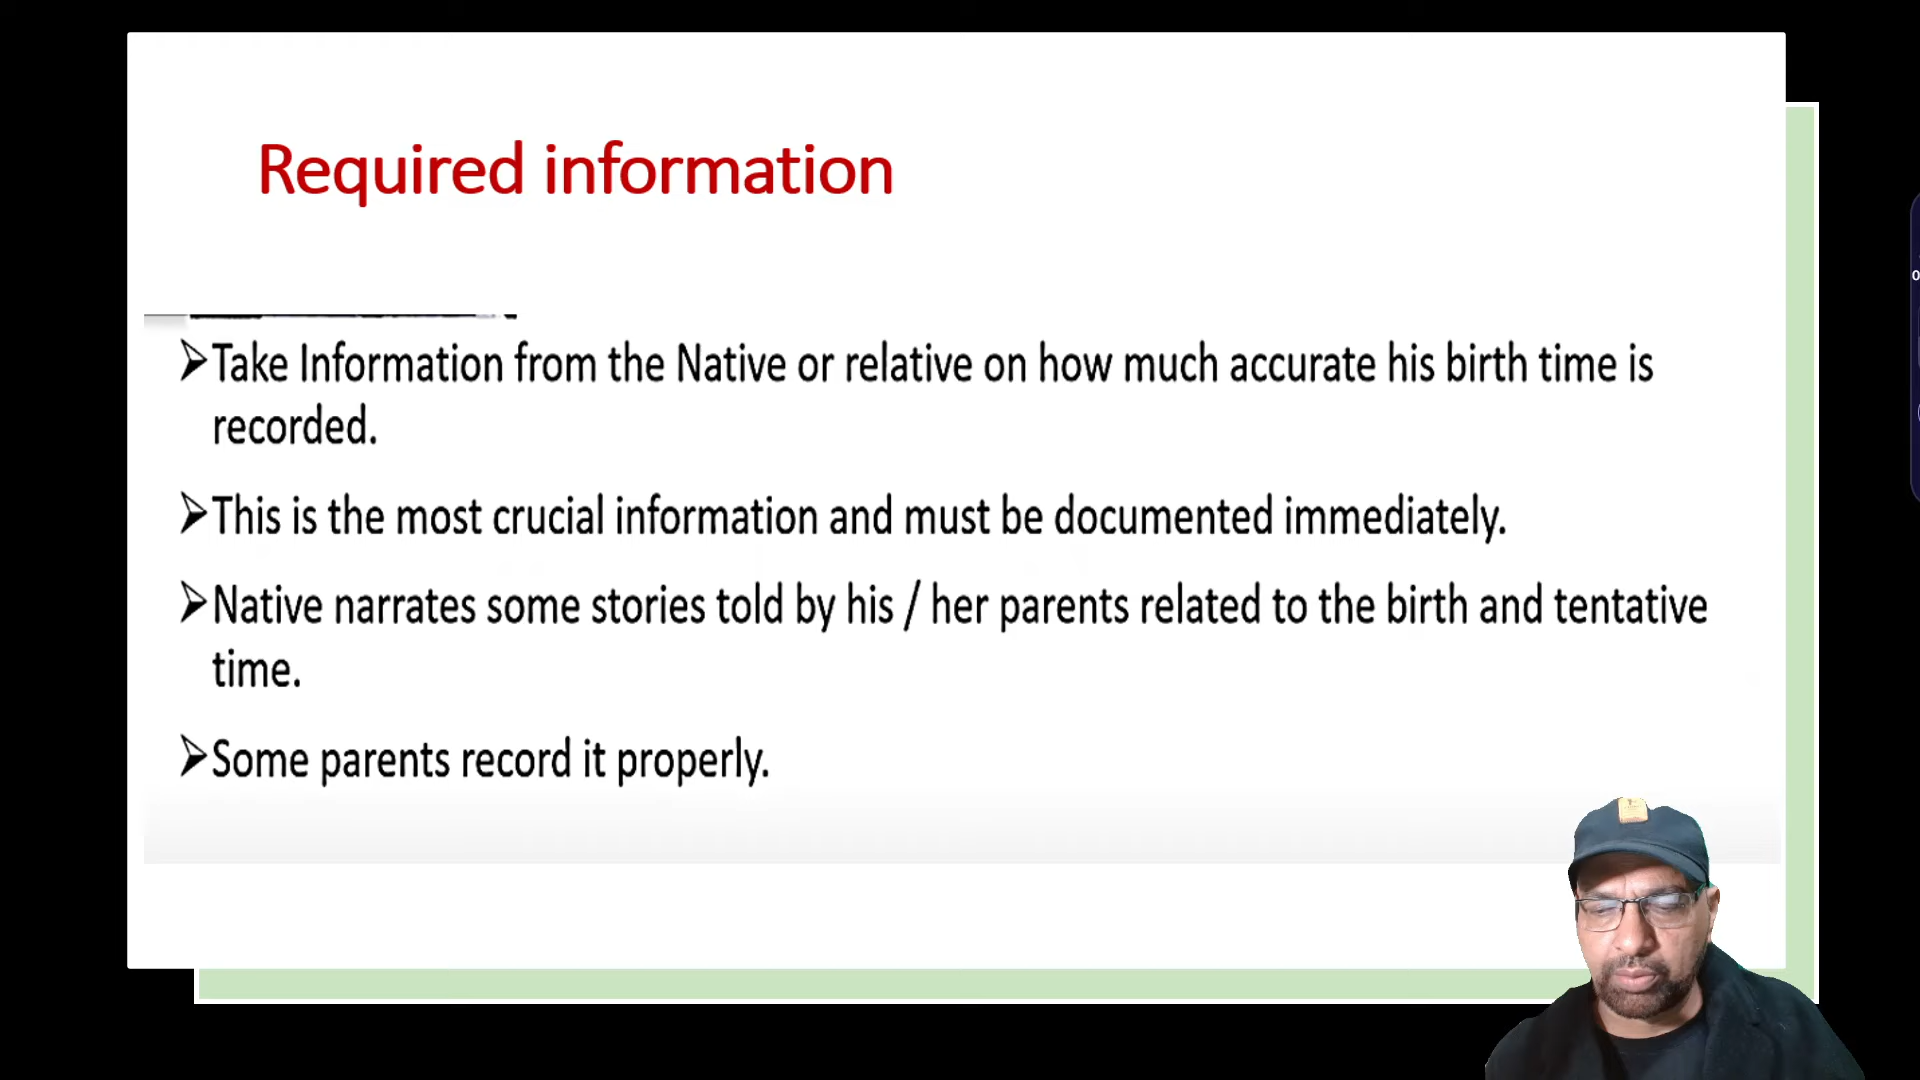 Required information
➢Take Information from the Native or relative on how much accurate his birth time is
recorded.
➢This is the most crucial information and must be documented immediately.
➢Native narrates some stories told by his / her parents related to the birth and tentative
time.
➢Some parents record it properly.